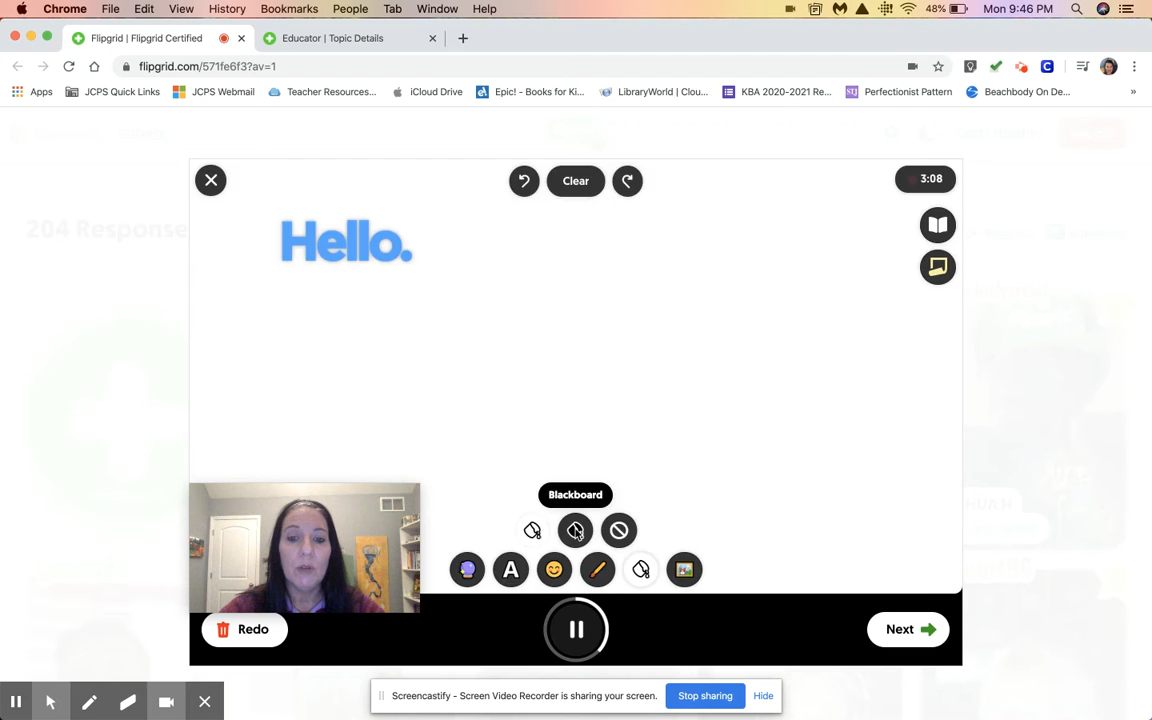 Chrome File Edit View History Bookmarks People Tab Window Help 48% Mon 9:46 PM
Flipgrid | Flipgrid Certified Educator | Topic Details
flipgrid.com/571fe6f3?av=1
Apps JCPS Quick Links JCPS Webmail Teacher Resources... iCloud Drive Epic! - Books for Ki... LibraryWorld | Clou... KBA 2020-2021 Re... STJ Perfectionist Pattern Beachbody On De... »
204 Response
Clear 3:08
Hello.
Blackboard
A
Redo Next
Screencastify - Screen Video Recorder is sharing your screen. Stop sharing Hide